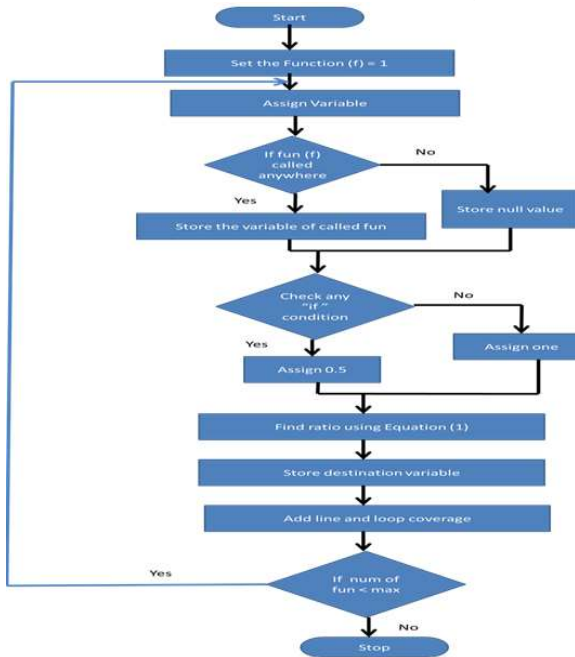 Start
Set the Function (f) = 1
Assign Variable
If fun (f)
called
anywhere
No
Yes
Store null value
Store the variable of called fun
Check any
“if ”
condition
No
Yes
Assign one
Assign 0.5
Find ratio using Equation (1)
Store destination variable
Add line and loop coverage
If num of
fun < max
Yes
No
Stop